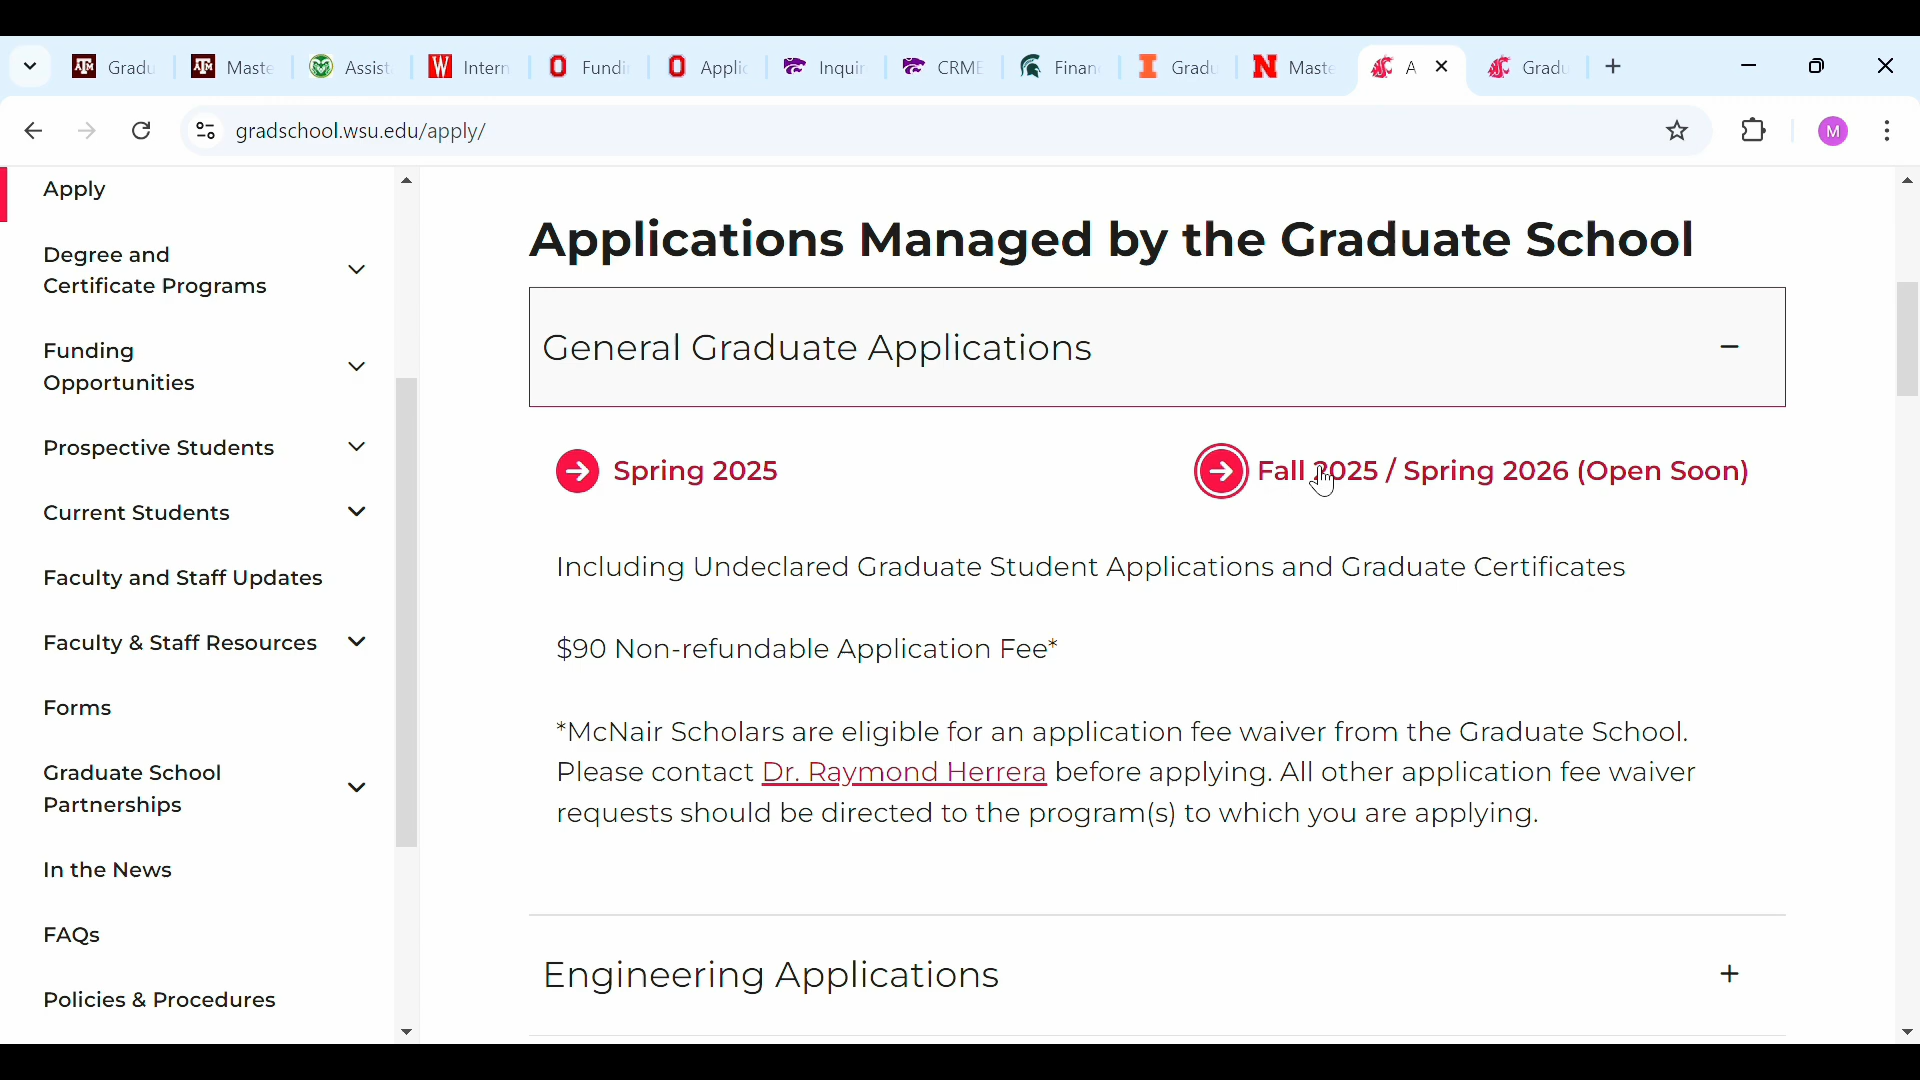 Gradu
Maste
Assist
Intern
Fundi
Applic
Inquir
CRME
Finan
Gradu
Maste
A
Gradu
gradschool.wsu.edu/apply/
M
Apply
Degree and
Certificate Programs
Funding
Opportunities
Prospective Students
Current Students
Faculty and Staff Updates
Faculty & Staff Resources
Forms
Graduate School
Partnerships
In the News
FAQs
Policies & Procedures
Applications Managed by the Graduate School
General Graduate Applications
Spring 2025
Fall 2025 / Spring 2026 (Open Soon)
Including Undeclared Graduate Student Applications and Graduate Certificates
$90 Non-refundable Application Fee*
*McNair Scholars are eligible for an application fee waiver from the Graduate School.
Please contact Dr. Raymond Herrera before applying. All other application fee waiver
requests should be directed to the program(s) to which you are applying.
Engineering Applications